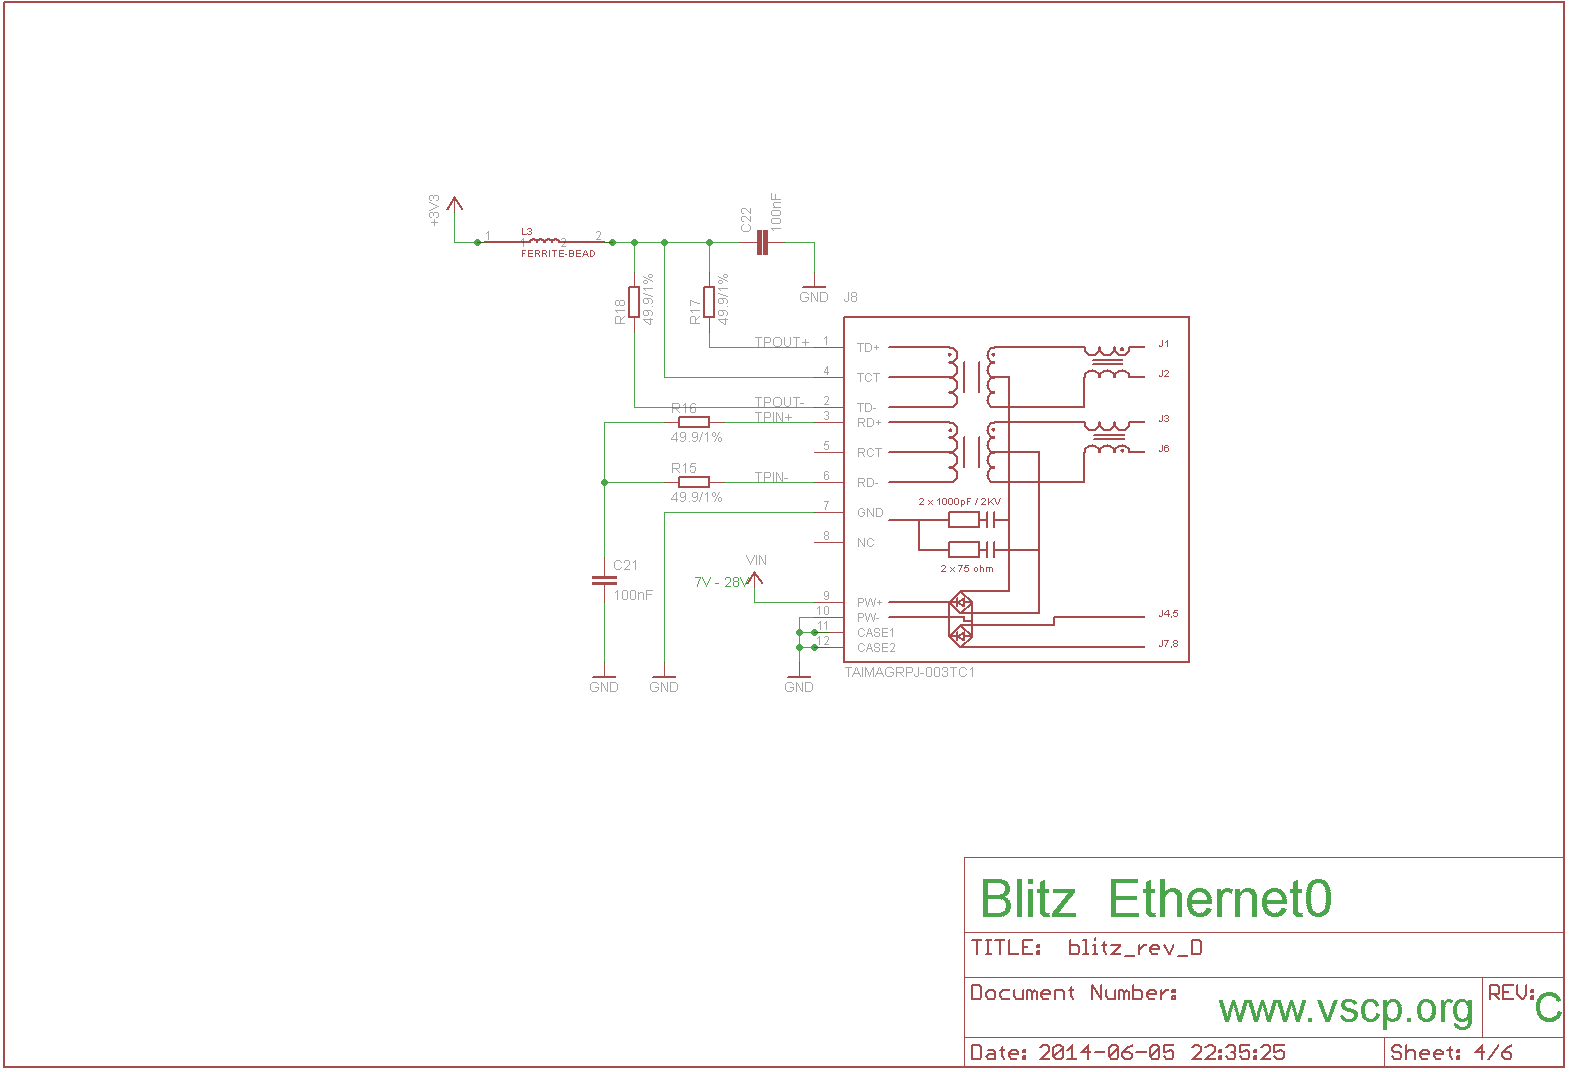 +3V3
1
L3
1
2
2
FERRITE-BEAD
C22
100nF
GND
J8
R18
49.9/1%
R17
49.9/1%
TPOUT+
1
TD+
J1
4
TCT
J2
TPOUT-
2
TD-
R16
TPIN+
3
RD+
J3
49.9/1%
5
RCT
J6
R15
TPIN-
6
RD-
49.9/1%
2 x 1000pF / 2KV
7
GND
8
NC
C21
100nF
VIN
7V - 28V
2 x 75 ohm
9
PW+
10
PW-
J4,5
11
CASE1
12
CASE2
J7,8
TAIMAGRPJ-003TC1
GND
GND
GND
Blitz Ethernet0
TITLE: blitz_rev_D
Document Number:
www.vscp.org
REV:
C
Date: 2014-06-05 22:35:25
Sheet: 4/6